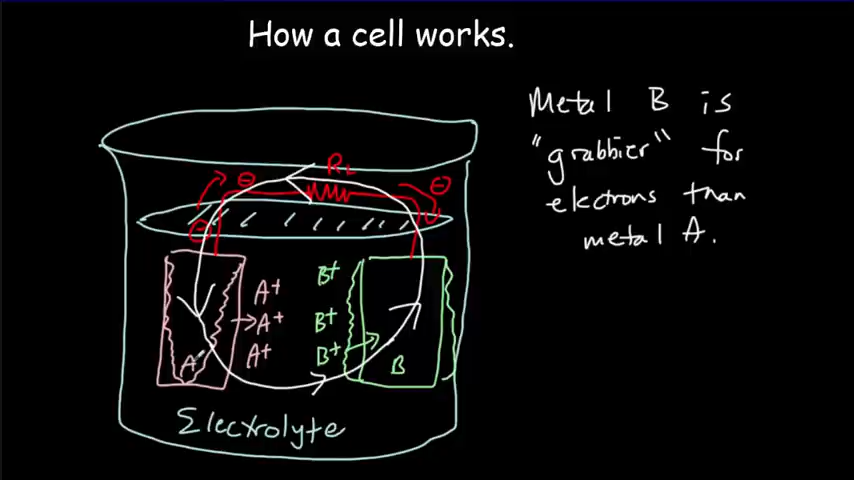 How a cell works.
Metal B is
"grabbier" for
electrons than
metal A.
RL
⊖
⊖
⊖
A+
A+
A+
B+
B+
B+
A
B
Electrolyte